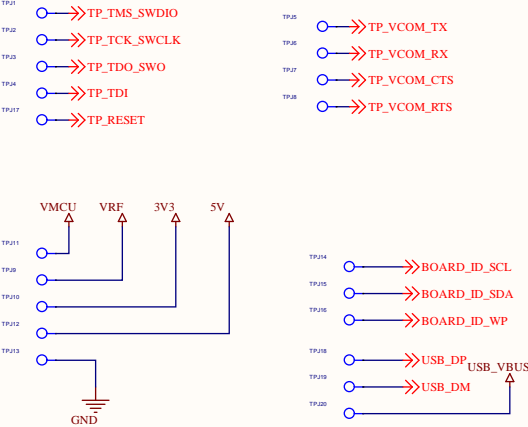 TPJ1
TP_TMS_SWDIO
TPJ2
TP_TCK_SWCLK
TPJ3
TP_TDO_SWO
TPJ4
TP_TDI
TPJ17
TP_RESET
TPJ5
TP_VCOM_TX
TPJ6
TP_VCOM_RX
TPJ7
TP_VCOM_CTS
TPJ8
TP_VCOM_RTS
VMCU VRF 3V3 5V
TPJ11
TPJ9
TPJ10
TPJ12
TPJ13
GND
TPJ14
BOARD_ID_SCL
TPJ15
BOARD_ID_SDA
TPJ16
BOARD_ID_WP
TPJ18
USB_DP
USB_VBUS
TPJ19
USB_DM
TPJ20